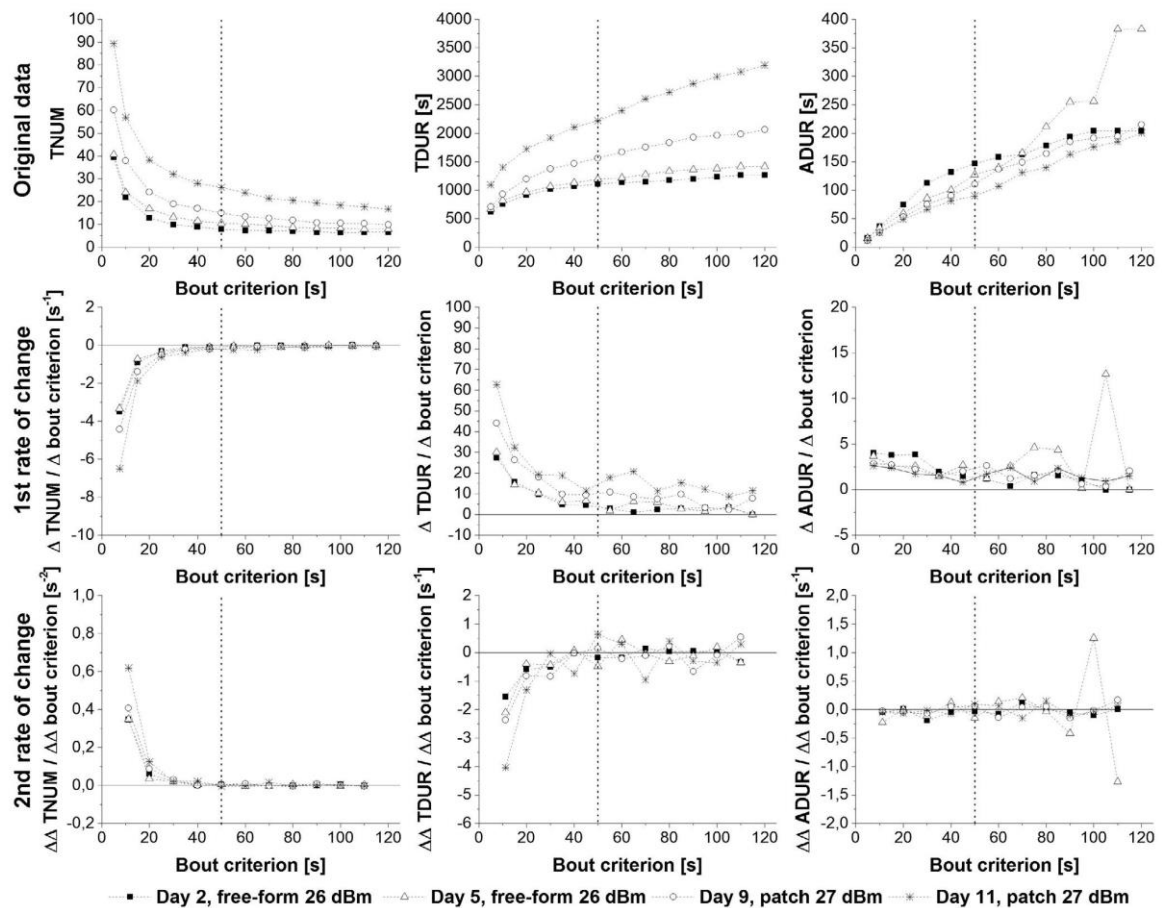 Original data
TNUM
100
90
80
70
60
50
40
30
20
10
0
0 20 40 60 80 100 120
Bout criterion [s]
TDUR [s]
4000
3500
3000
2500
2000
1500
1000
500
0
0 20 40 60 80 100 120
Bout criterion [s]
ADUR [s]
400
350
300
250
200
150
100
50
0
0 20 40 60 80 100 120
Bout criterion [s]
1st rate of change
Δ TNUM / Δ bout criterion [s⁻¹]
2
0
-2
-4
-6
-8
-10
0 20 40 60 80 100 120
Bout criterion [s]
Δ TDUR / Δ bout criterion
100
90
80
70
60
50
40
30
20
10
0
-10
0 20 40 60 80 100 120
Bout criterion [s]
Δ ADUR / Δ bout criterion
20
15
10
5
0
-5
0 20 40 60 80 100 120
Bout criterion [s]
2nd rate of change
ΔΔ TNUM / ΔΔ bout criterion [s⁻²]
1,0
0,8
0,6
0,4
0,2
0,0
-0,2
0 20 40 60 80 100 120
Bout criterion [s]
ΔΔ TDUR / ΔΔ bout criterion [s⁻¹]
2
1
0
-1
-2
-3
-4
-5
-6
0 20 40 60 80 100 120
Bout criterion [s]
ΔΔ ADUR / ΔΔ bout criterion [s⁻¹]
2,0
1,5
1,0
0,5
0,0
-0,5
-1,0
-1,5
-2,0
0 20 40 60 80 100 120
Bout criterion [s]
Day 2, free-form 26 dBm Day 5, free-form 26 dBm Day 9, patch 27 dBm Day 11, patch 27 dBm